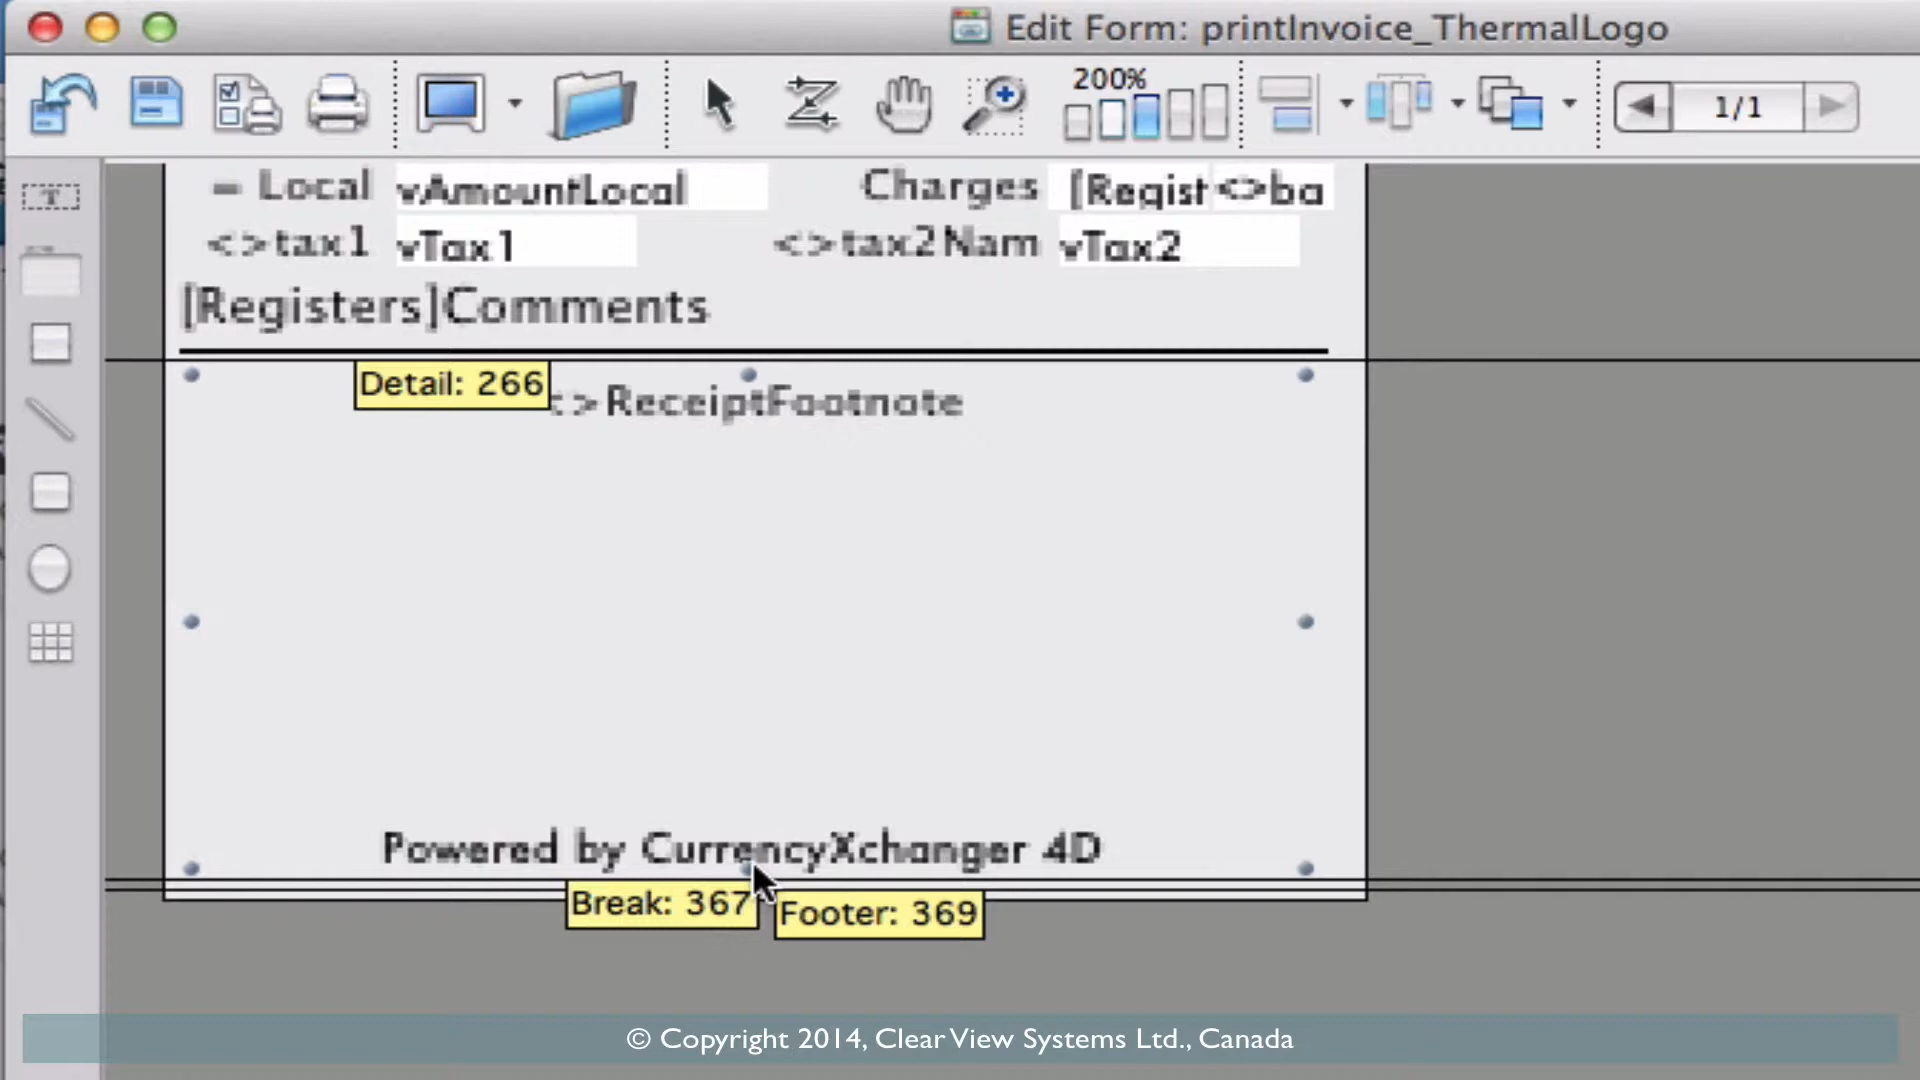 Edit Form: printInvoice_ThermalLogo
200%
1/1
= Local vAmountLocal Charges [Regist <>ba
<>tax1 vTax1 <>tax2Nam vTax2
[Registers]Comments
Detail: 266
>ReceiptFootnote
Powered by CurrencyXchanger 4D
Break: 367
Footer: 369
© Copyright 2014, Clear View Systems Ltd., Canada